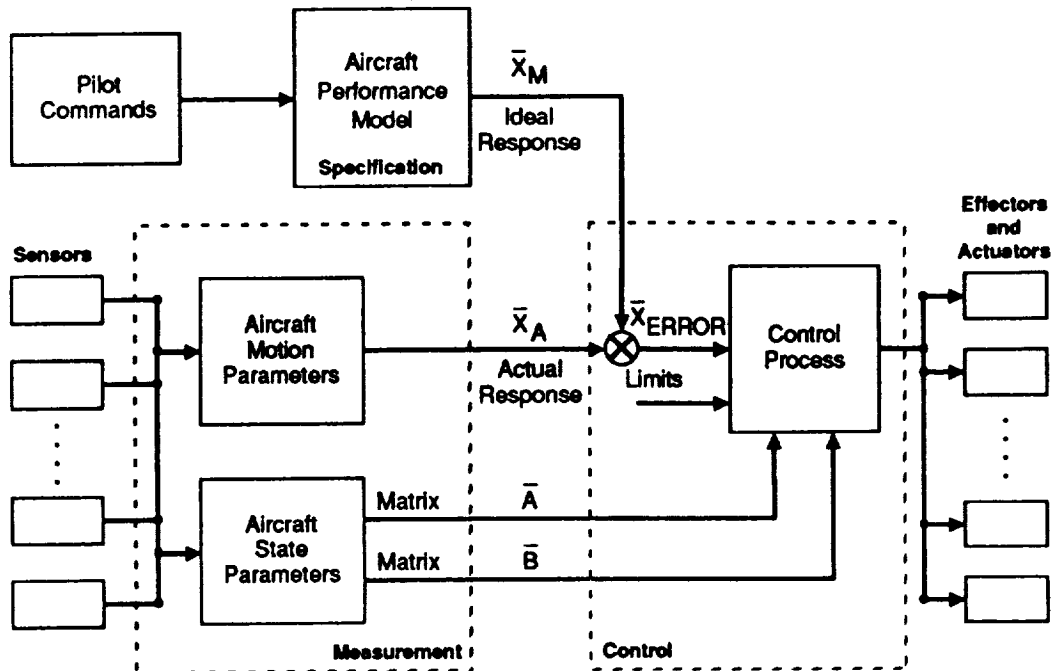 Pilot
Commands
Aircraft
Performance
Model
Specification
X̄M
Ideal
Response
Sensors
Effectors
and
Actuators
Aircraft
Motion
Parameters
X̄A
Actual
Response
X̄ERROR
Limits
Control
Process
Aircraft
State
Parameters
Matrix Ā
Matrix B̄
Measurement
Control